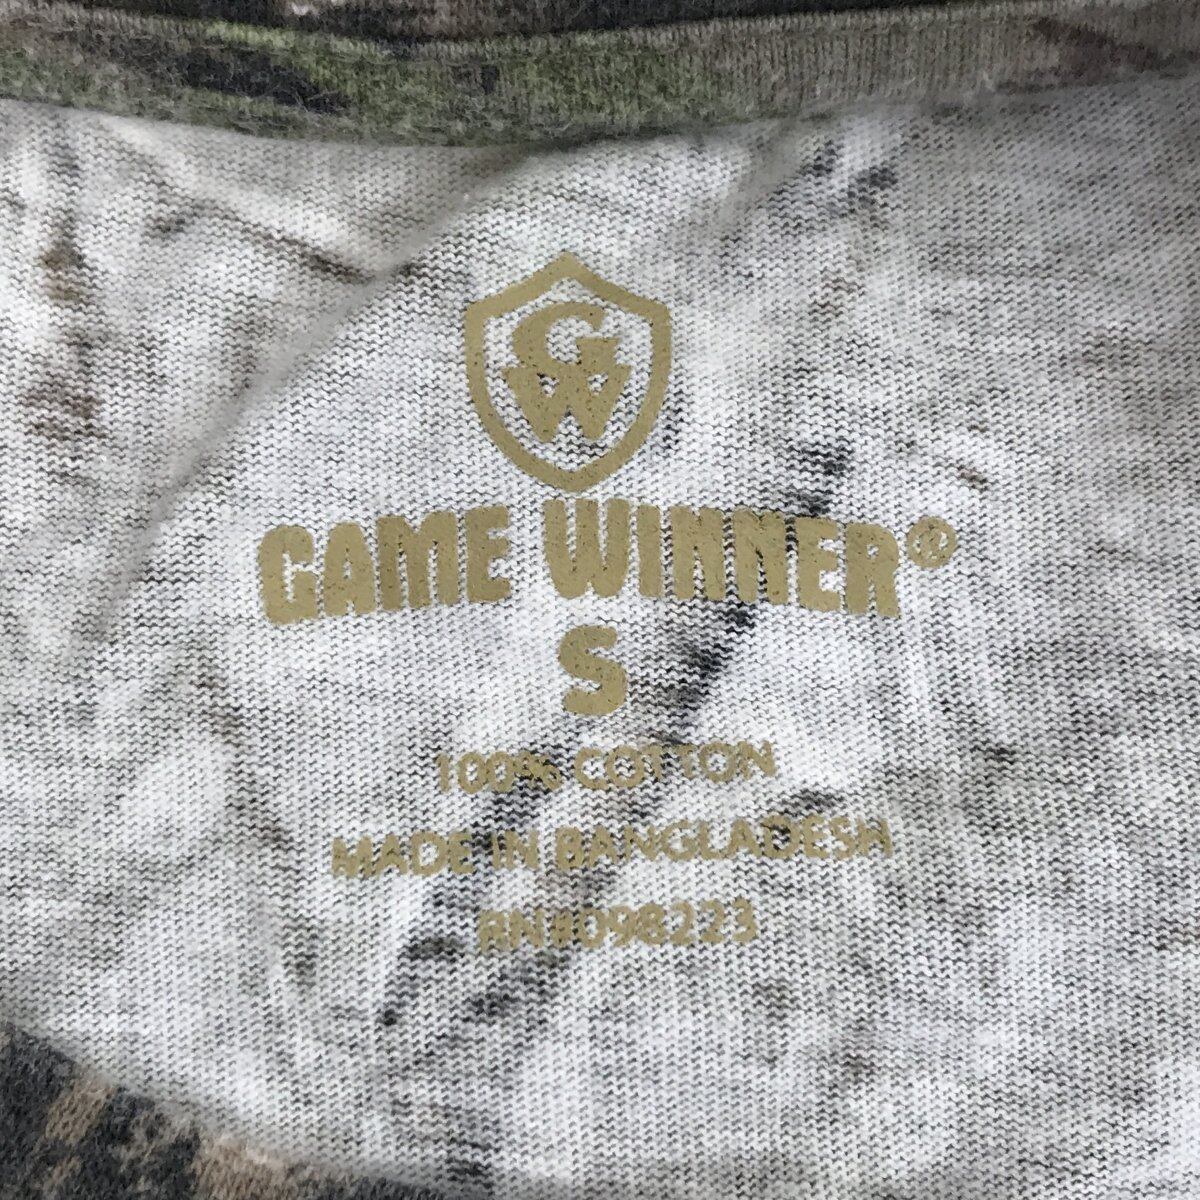 GW
GAME WINNER®
S
100% COTTON
MADE IN BANGLADESH
RN#098223